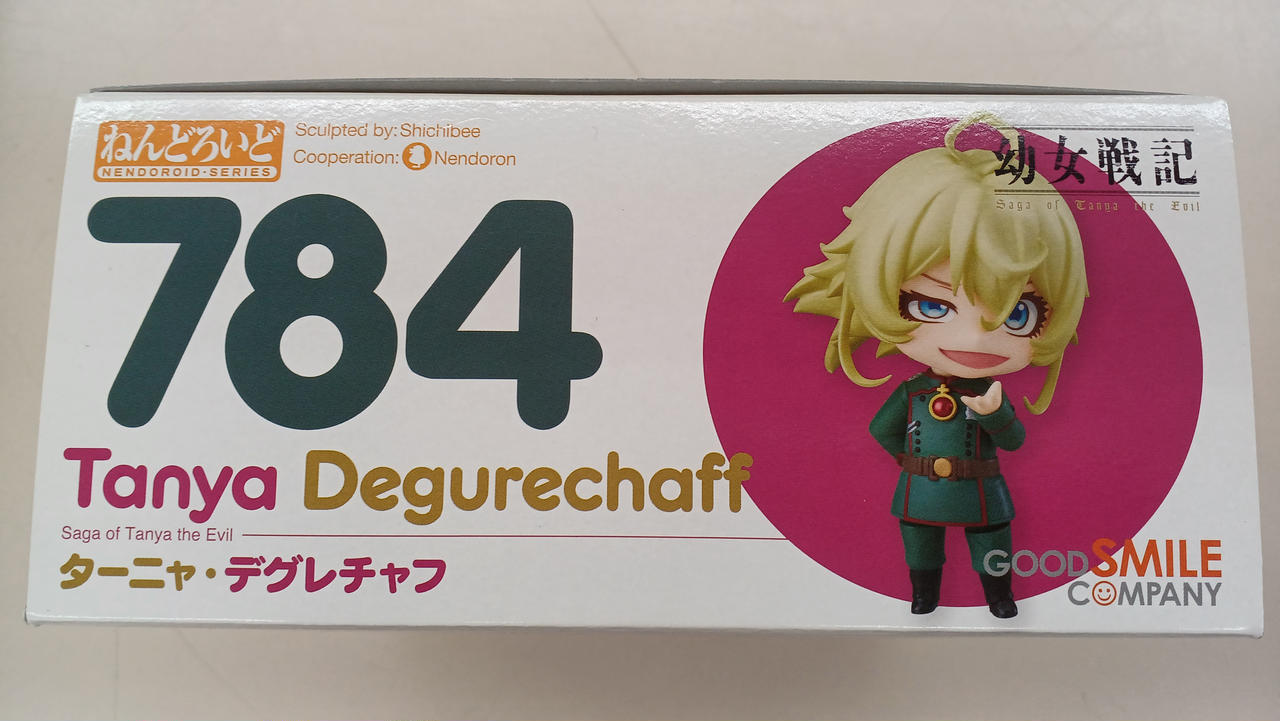 ねんどろいど
NENDOROID·SERIES
Sculpted by: Shichibee
Cooperation: Nendoron
784
Tanya Degurechaff
Saga of Tanya the Evil
ターニャ・デグレチャフ
幼女戦記
Saga of Tanya the Evil
GOOD SMILE
COMPANY